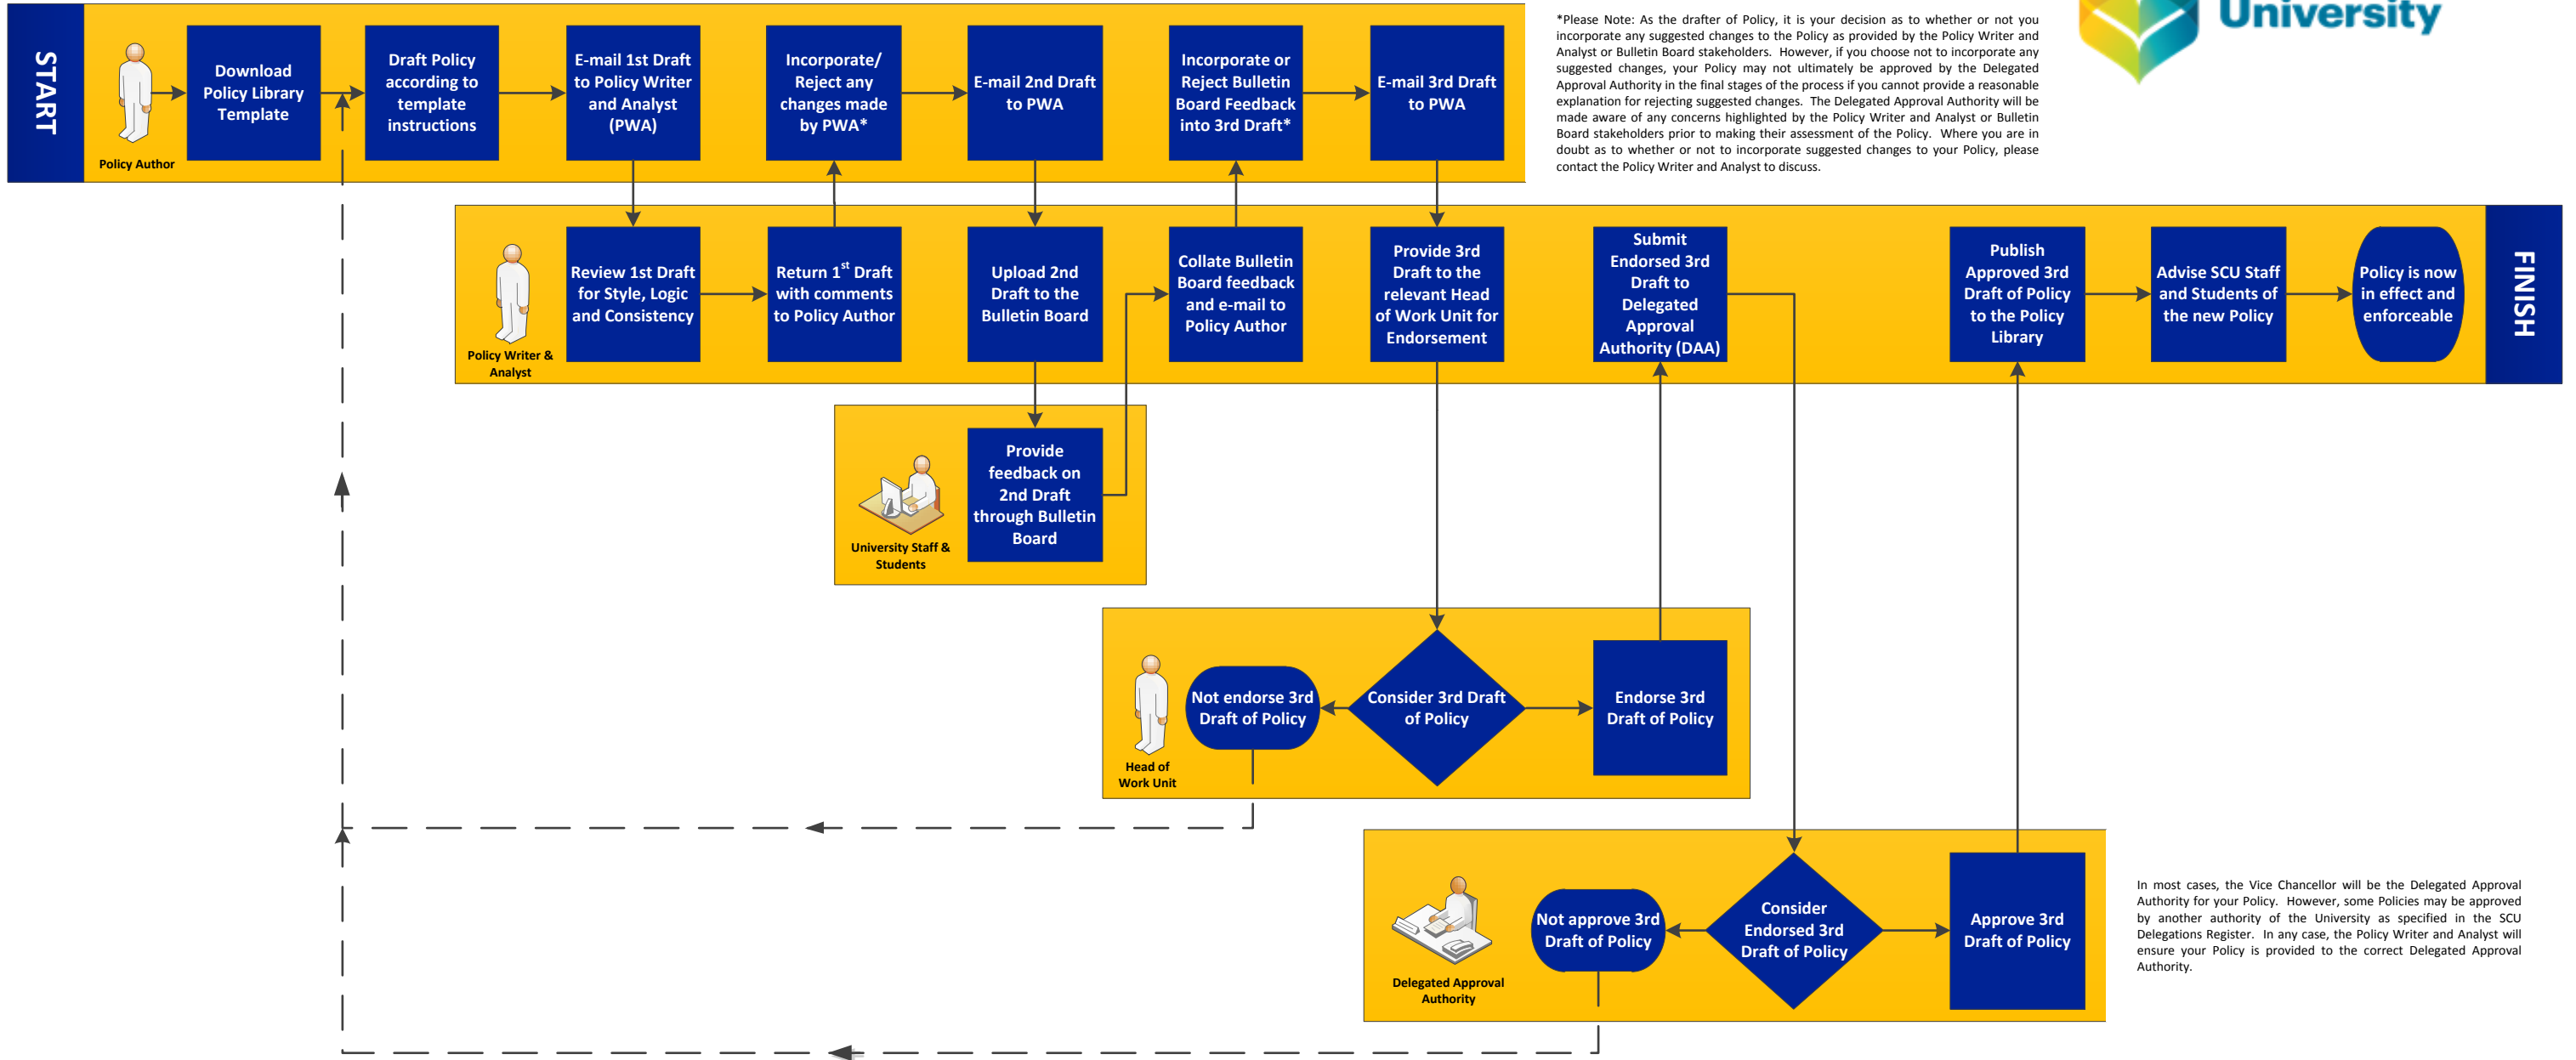 START
Policy Author
Download
Policy Library
Template
Draft Policy
according to
template
instructions
E-mail 1st Draft
to Policy Writer
and Analyst
(PWA)
Incorporate/
Reject any
changes made
by PWA*
E-mail 2nd Draft
to PWA
Incorporate or
Reject Bulletin
Board Feedback
into 3rd Draft*
E-mail 3rd Draft
to PWA
*Please Note: As the drafter of Policy, it is your decision as to whether or not you
incorporate any suggested changes to the Policy as provided by the Policy Writer and
Analyst or Bulletin Board stakeholders. However, if you choose not to incorporate any
suggested changes, your Policy may not ultimately be approved by the Delegated
Approval Authority in the final stages of the process if you cannot provide a reasonable
explanation for rejecting suggested changes. The Delegated Approval Authority will be
made aware of any concerns highlighted by the Policy Writer and Analyst or Bulletin
Board stakeholders prior to making their assessment of the Policy. Where you are in
doubt as to whether or not to incorporate suggested changes to your Policy, please
contact the Policy Writer and Analyst to discuss.
University
Policy Writer &
Analyst
Review 1st Draft
for Style, Logic
and Consistency
Return 1st Draft
with comments
to Policy Author
Upload 2nd
Draft to the
Bulletin Board
Collate Bulletin
Board feedback
and e-mail to
Policy Author
Provide 3rd
Draft to the
relevant Head
of Work Unit for
Endorsement
Submit
Endorsed 3rd
Draft to
Delegated
Approval
Authority (DAA)
Publish
Approved 3rd
Draft of Policy
to the Policy
Library
Advise SCU Staff
and Students of
the new Policy
Policy is now
in effect and
enforceable
FINISH
University Staff &
Students
Provide
feedback on
2nd Draft
through Bulletin
Board
Head of
Work Unit
Not endorse 3rd
Draft of Policy
Consider 3rd Draft
of Policy
Endorse 3rd
Draft of Policy
Delegated Approval
Authority
Not approve 3rd
Draft of Policy
Consider
Endorsed 3rd
Draft of Policy
Approve 3rd
Draft of Policy
In most cases, the Vice Chancellor will be the Delegated Approval
Authority for your Policy. However, some Policies may be approved
by another authority of the University as specified in the SCU
Delegations Register. In any case, the Policy Writer and Analyst will
ensure your Policy is provided to the correct Delegated Approval
Authority.